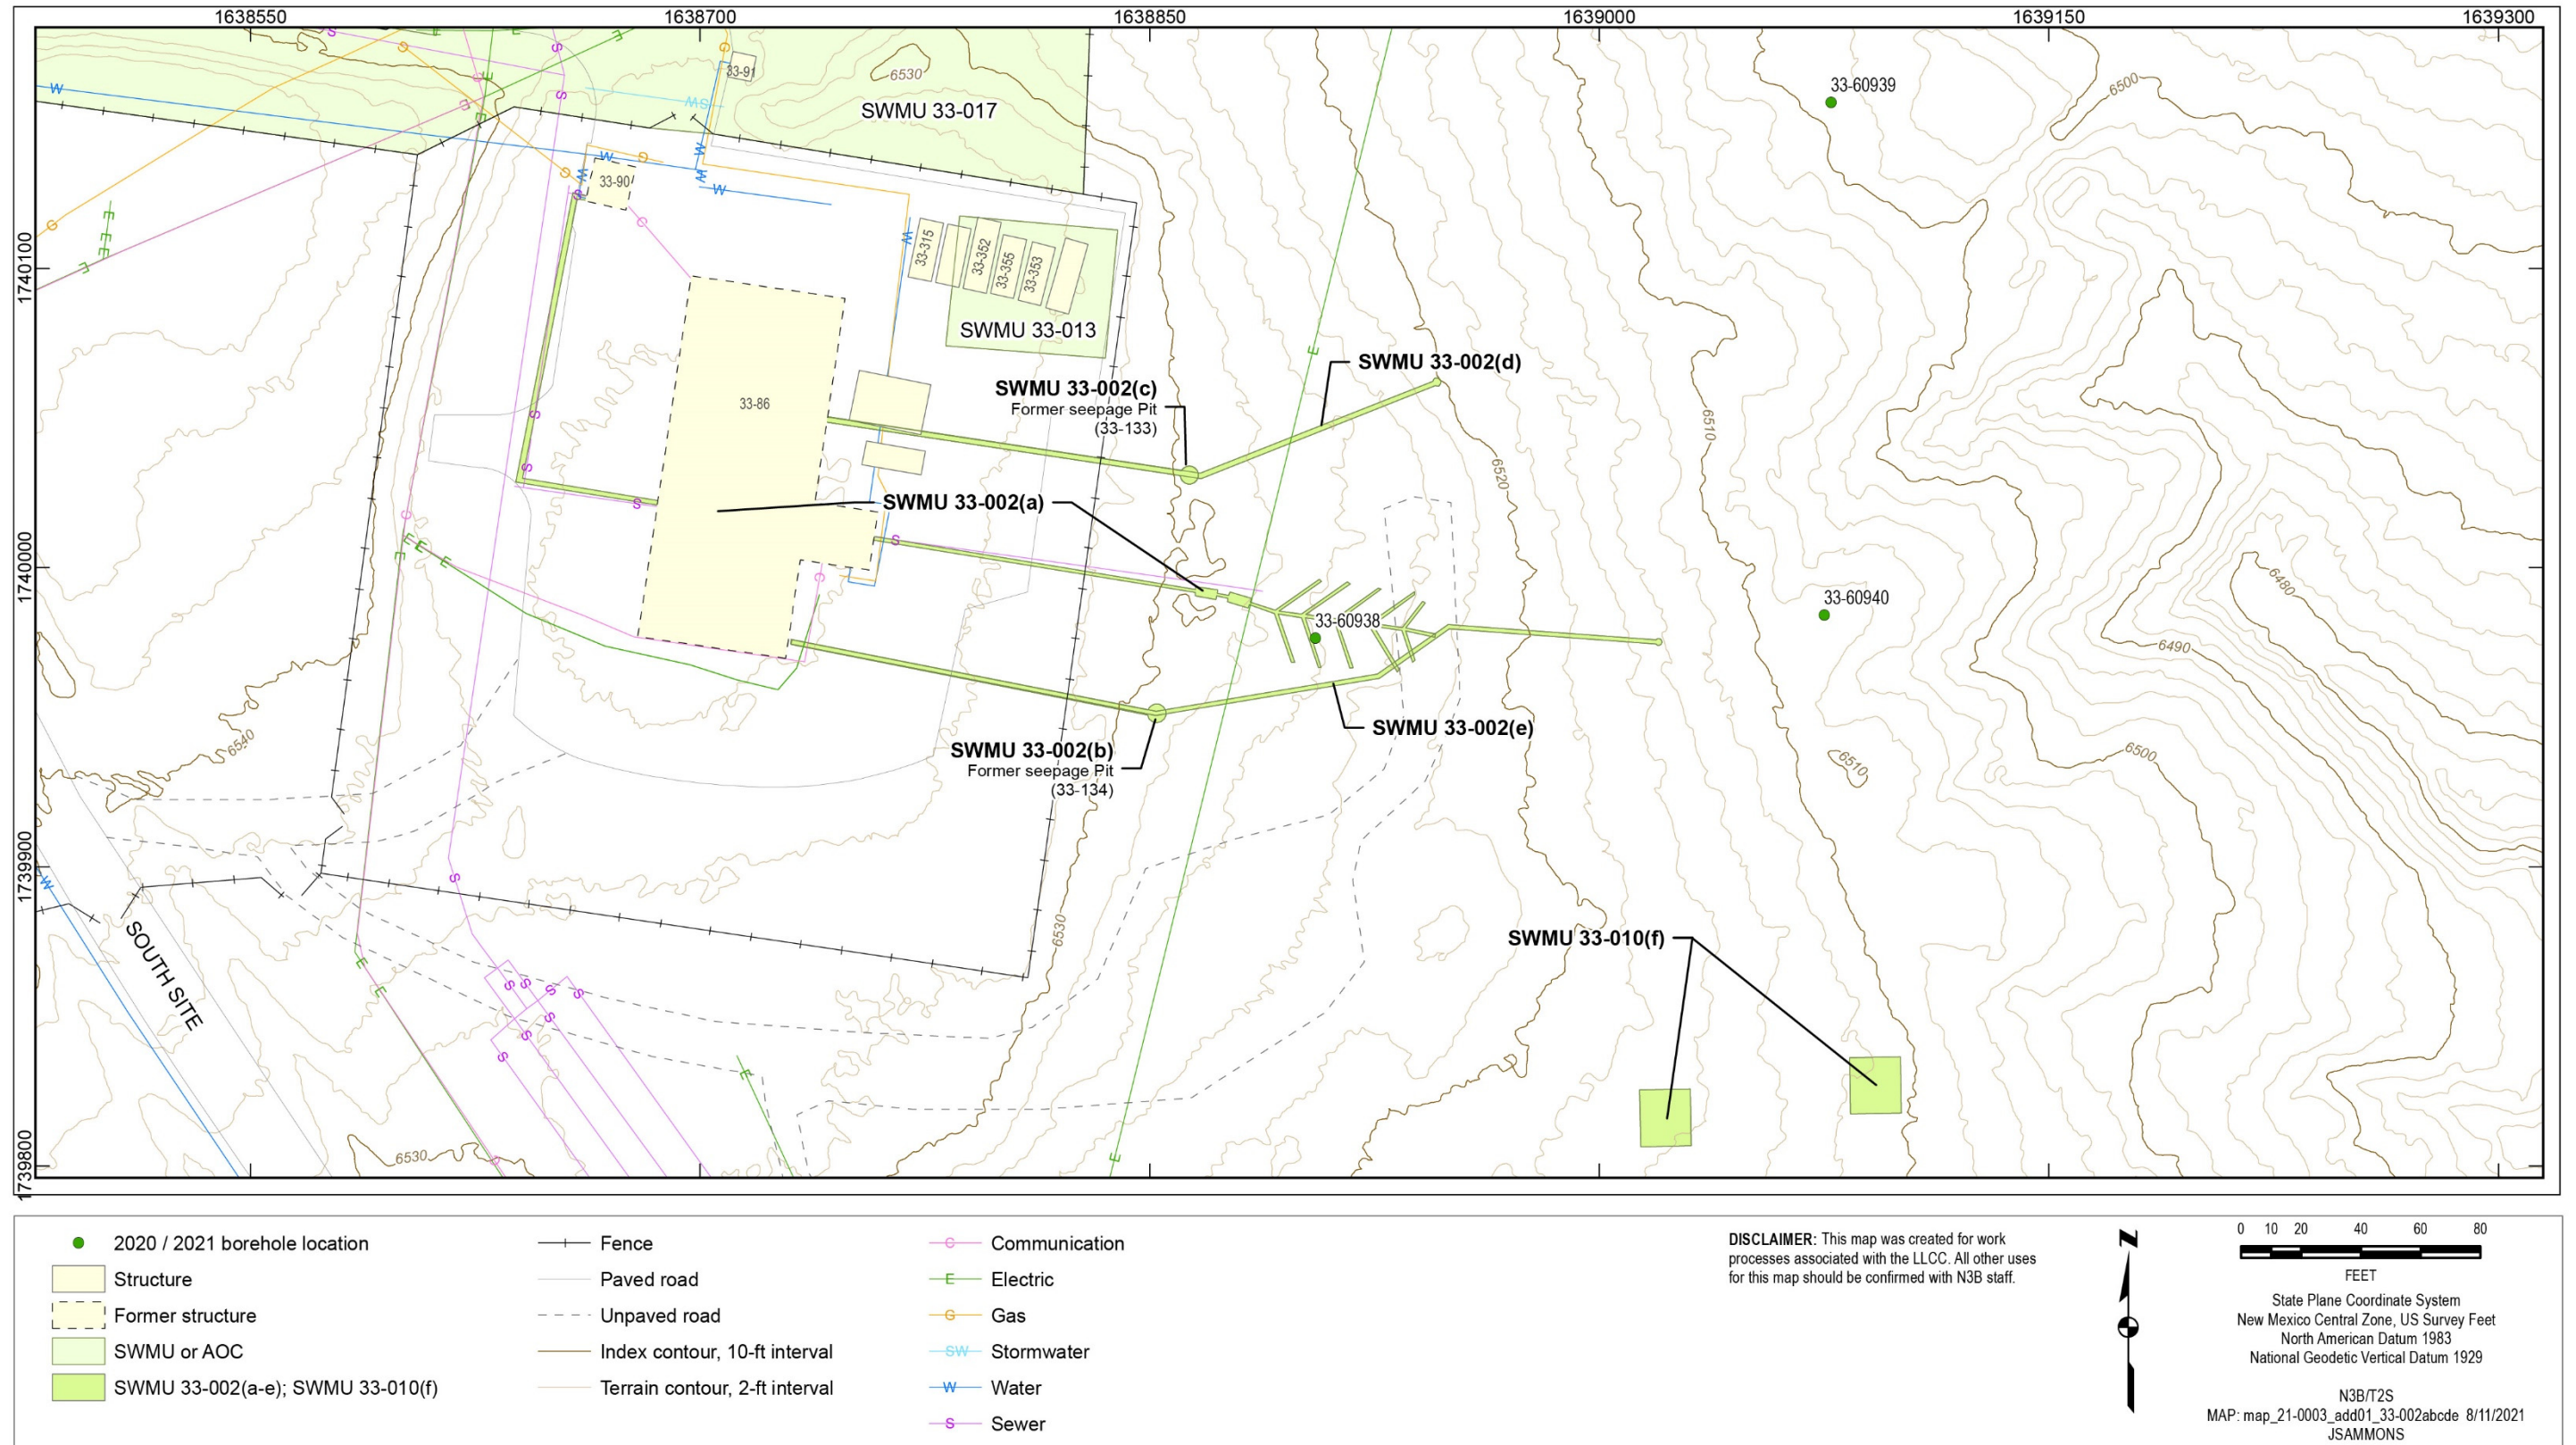 1638550
1638700
1638850
1639000
1639150
1639300
1740100
1740000
1739900
1739800
33-91
6530
SWMU 33-017
33-60939
6500
33-90
33-315
33-352
33-355
33-353
SWMU 33-013
33-86
SWMU 33-002(c)
Former seepage Pit
(33-133)
SWMU 33-002(d)
6510
6520
SWMU 33-002(a)
33-60938
33-60940
6480
6490
SWMU 33-002(e)
SWMU 33-002(b)
Former seepage Pit
(33-134)
6540
6510
6500
6530
SOUTH SITE
SWMU 33-010(f)
6530
2020 / 2021 borehole location
Structure
Former structure
SWMU or AOC
SWMU 33-002(a-e); SWMU 33-010(f)
Fence
Paved road
Unpaved road
Index contour, 10-ft interval
Terrain contour, 2-ft interval
C Communication
E Electric
G Gas
SW Stormwater
W Water
S Sewer
DISCLAIMER: This map was created for work
processes associated with the LLCC. All other uses
for this map should be confirmed with N3B staff.
N
0 10 20 40 60 80
FEET
State Plane Coordinate System
New Mexico Central Zone, US Survey Feet
North American Datum 1983
National Geodetic Vertical Datum 1929
N3B/T2S
MAP: map_21-0003_add01_33-002abcde 8/11/2021
JSAMMONS